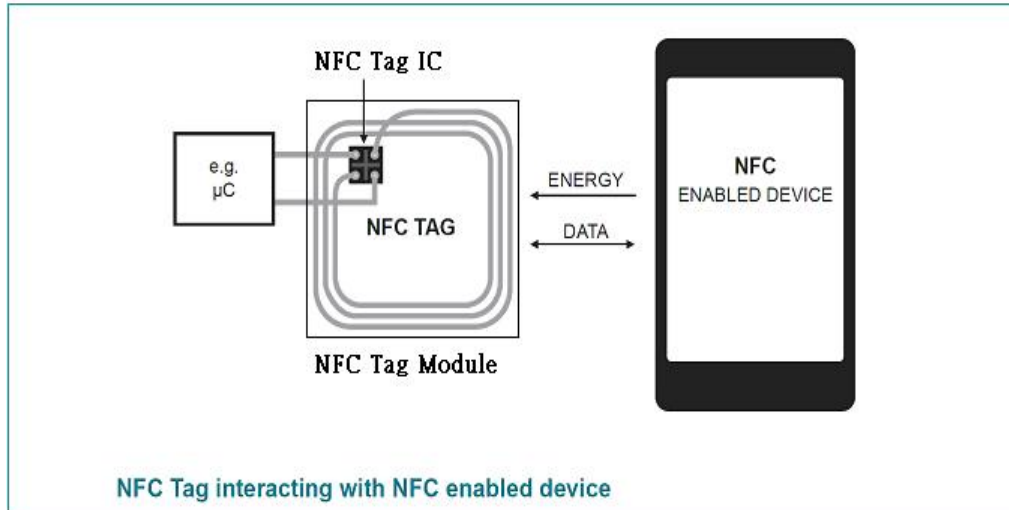 NFC Tag IC
e.g.
µC
NFC TAG
ENERGY
DATA
NFC
ENABLED DEVICE
NFC Tag Module
NFC Tag interacting with NFC enabled device